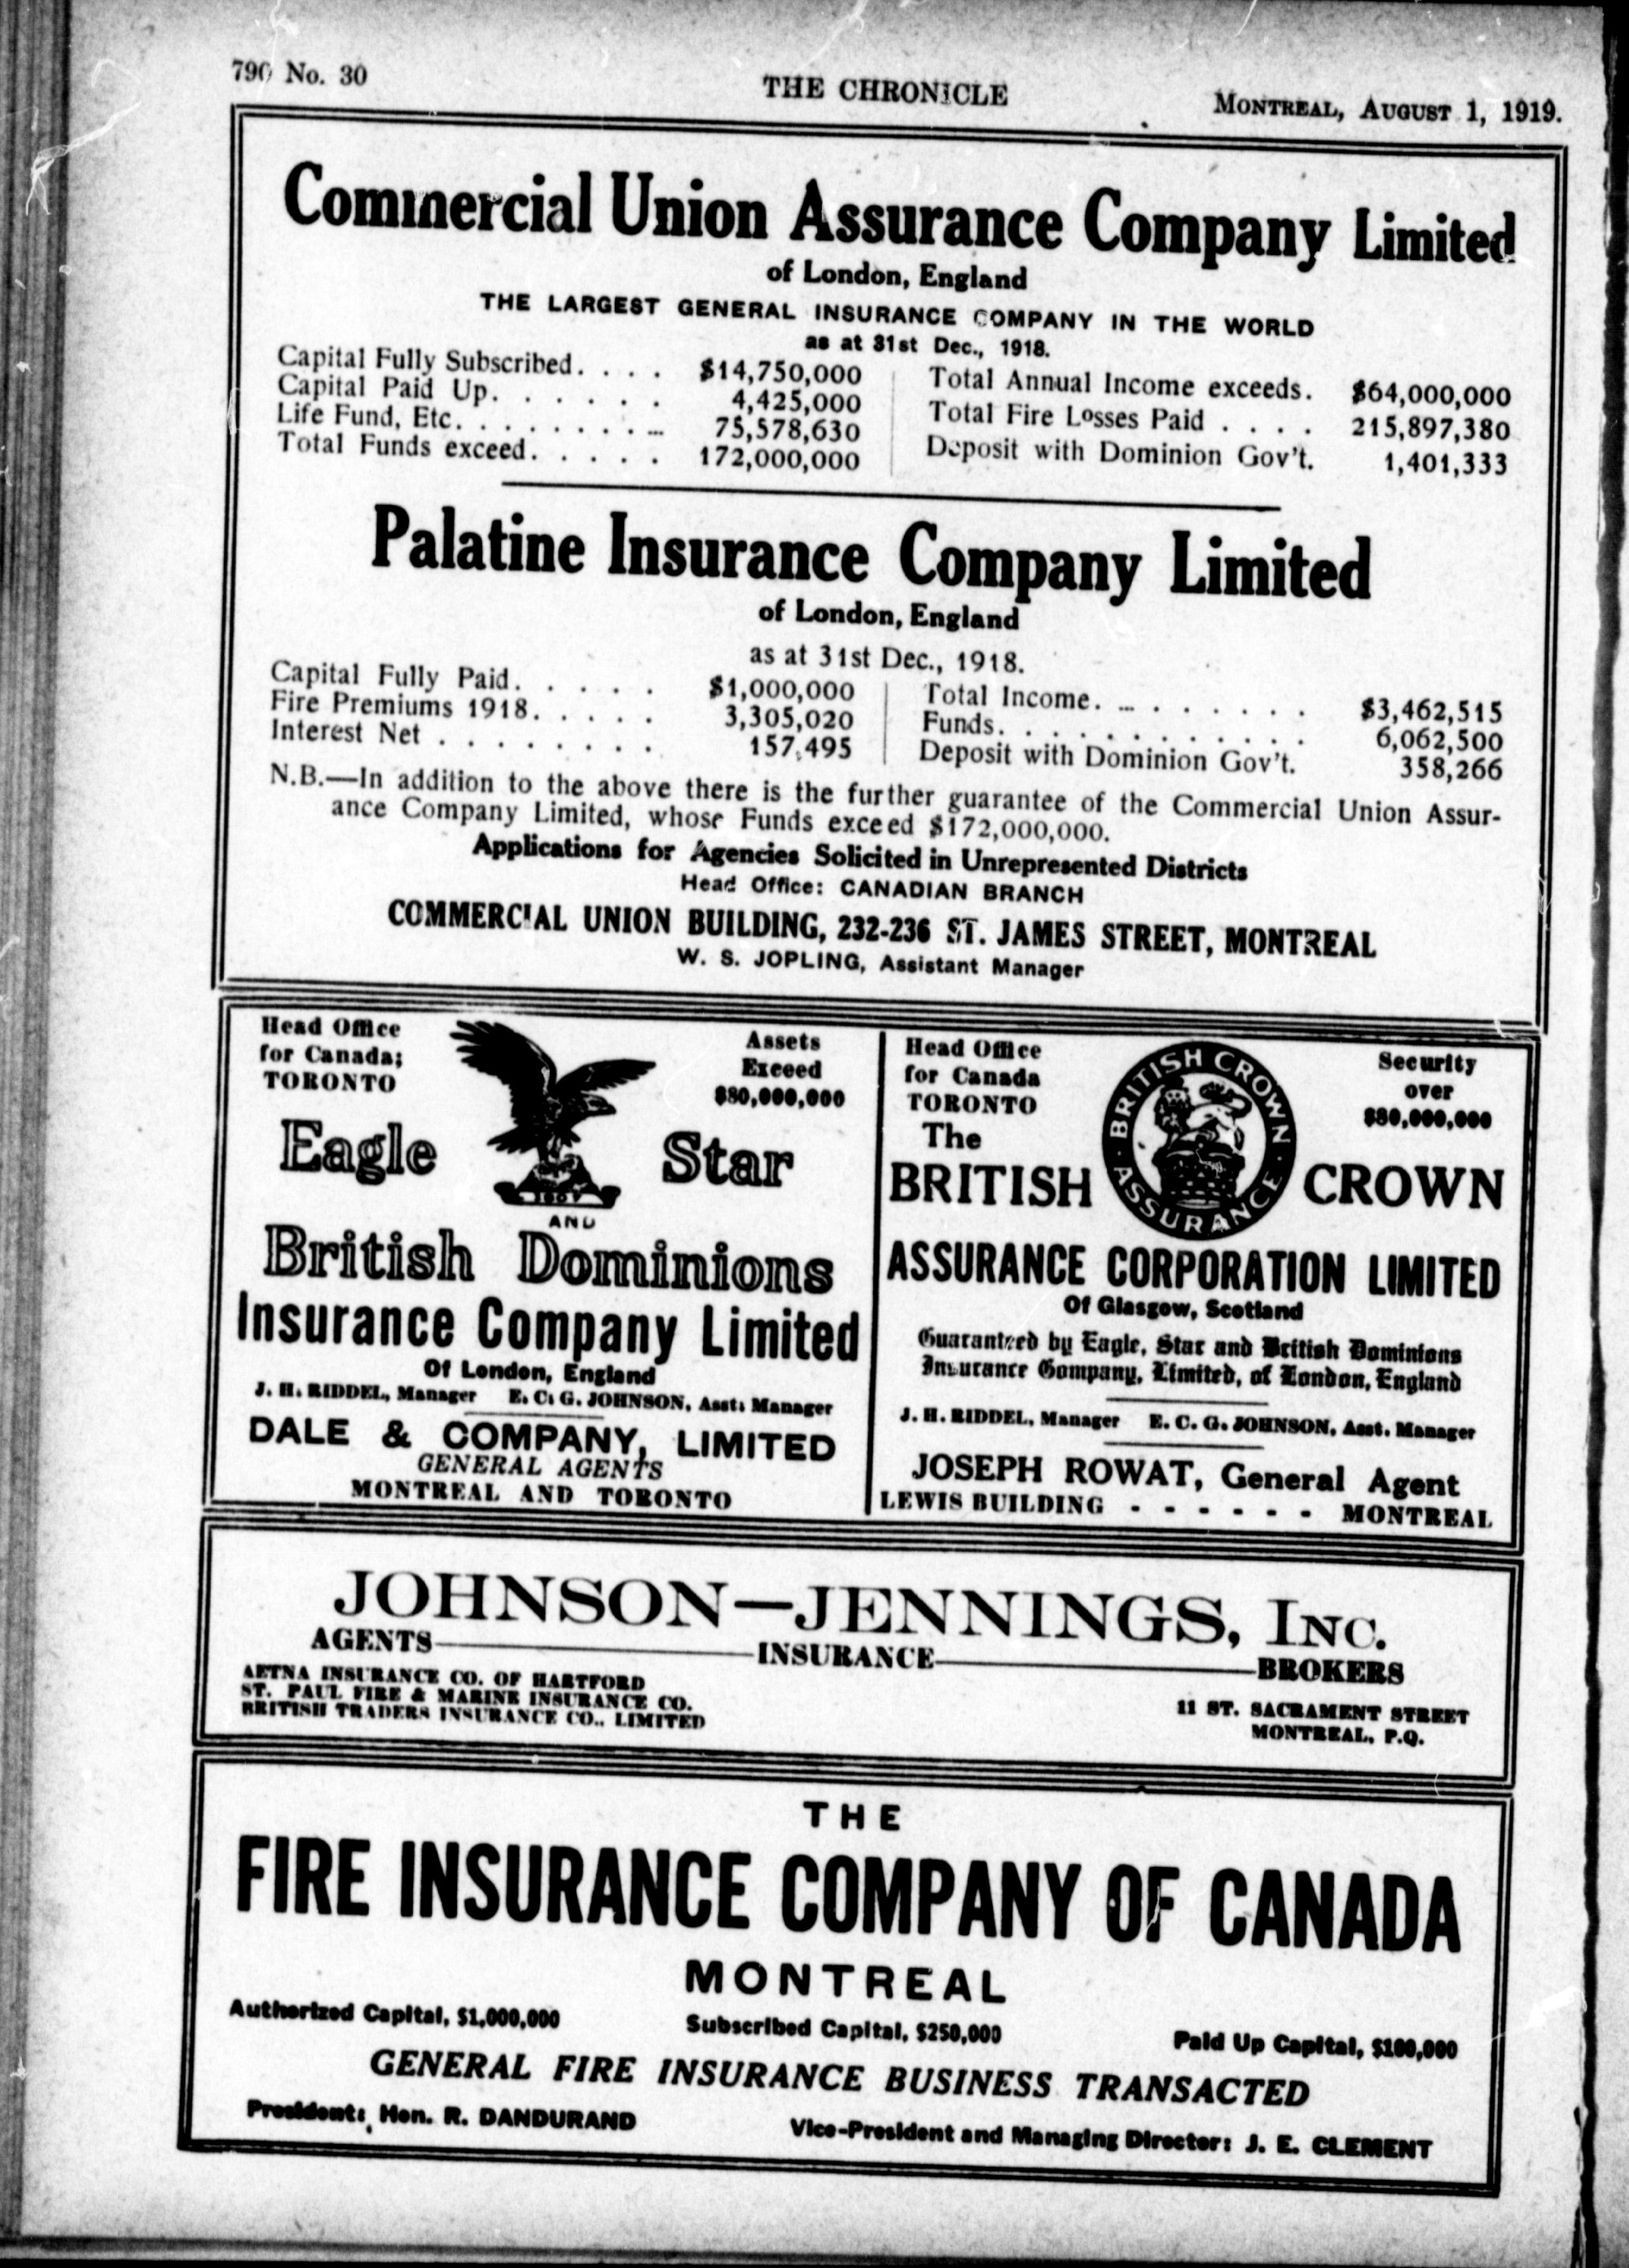 790 No. 30
THE CHRONICLE
MONTREAL, AUGUST 1, 1919.
Commercial Union Assurance Company Limited
of London, England
THE LARGEST GENERAL INSURANCE COMPANY IN THE WORLD
as at 31st Dec., 1918.
Capital Fully Subscribed. . . . . $14,750,000
Capital Paid Up. . . . . . . 4,425,000
Life Fund, Etc. . . . . . . . . ... 75,578,630
Total Funds exceed. . . . . . 172,000,000
Total Annual Income exceeds. $64,000,000
Total Fire Losses Paid . . . . 215,897,380
Deposit with Dominion Gov't. 1,401,333
Palatine Insurance Company Limited
of London, England
as at 31st Dec., 1918.
Capital Fully Paid. . . . . . $1,000,000
Fire Premiums 1918. . . . . . 3,305,020
Interest Net . . . . . . . . 157,495
Total Income. ... . . . . . . . $3,462,515
Funds. . . . . . . . . . . . 6,062,500
Deposit with Dominion Gov't. 358,266
N.B.—In addition to the above there is the further guarantee of the Commercial Union Assur-
ance Company Limited, whose Funds exceed $172,000,000.
Applications for Agencies Solicited in Unrepresented Districts
Head Office: CANADIAN BRANCH
COMMERCIAL UNION BUILDING, 232-236 ST. JAMES STREET, MONTREAL
W. S. JOPLING, Assistant Manager
Head Office
for Canada;
TORONTO
Assets
Exceed
$80,000,000
Eagle Star
1807
AND
British Dominions
Insurance Company Limited
Of London, England
J. H. RIDDEL, Manager E. C. G. JOHNSON, Asst. Manager
DALE & COMPANY, LIMITED
GENERAL AGENTS
MONTREAL AND TORONTO
Head Office
for Canada
TORONTO
Security
over
$80,000,000
The
BRITISH CROWN
BRITISH CROWN ASSURANCE
ASSURANCE CORPORATION LIMITED
Of Glasgow, Scotland
Guaranteed by Eagle, Star and British Dominions
Insurance Company, Limited, of London, England
J. H. RIDDEL, Manager E. C. G. JOHNSON, Asst. Manager
JOSEPH ROWAT, General Agent
LEWIS BUILDING - - - - - - MONTREAL
JOHNSON—JENNINGS, INC.
AGENTS INSURANCE BROKERS
AETNA INSURANCE CO. OF HARTFORD
ST. PAUL FIRE & MARINE INSURANCE CO.
BRITISH TRADERS INSURANCE CO., LIMITED
11 ST. SACRAMENT STREET
MONTREAL, P.Q.
THE
FIRE INSURANCE COMPANY OF CANADA
MONTREAL
Authorized Capital, $1,000,000 Subscribed Capital, $250,000 Paid Up Capital, $100,000
GENERAL FIRE INSURANCE BUSINESS TRANSACTED
President: Hon. R. DANDURAND Vice-President and Managing Director: J. E. CLEMENT